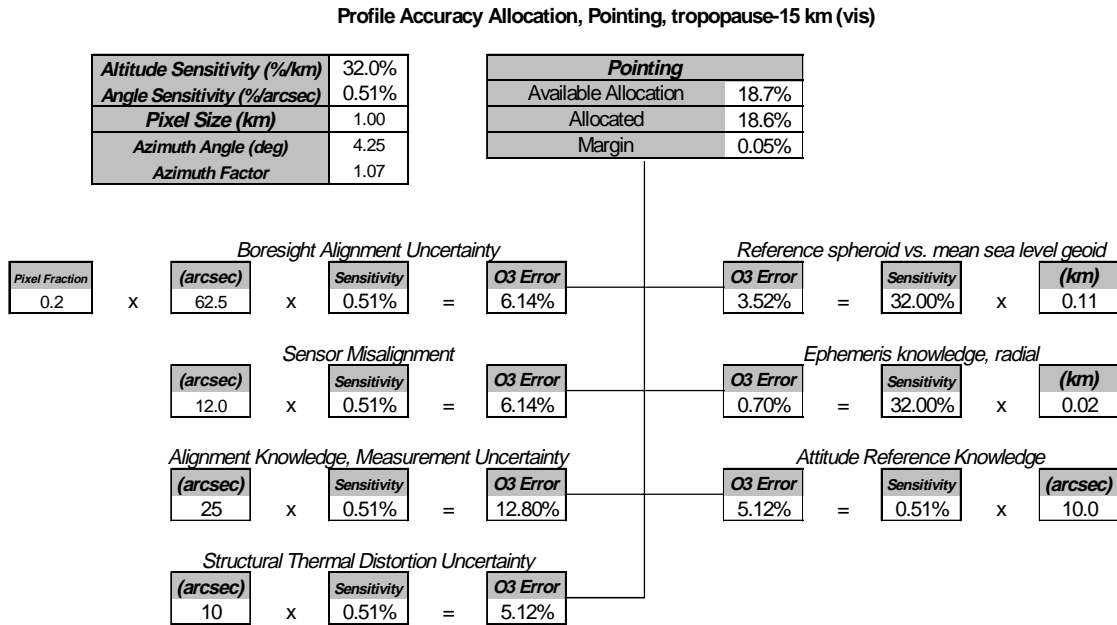 Profile Accuracy Allocation, Pointing, tropopause-15 km (vis)
Altitude Sensitivity (%/km) 32.0%
Angle Sensitivity (%/arcsec) 0.51%
Pixel Size (km) 1.00
Azimuth Angle (deg) 4.25
Azimuth Factor 1.07
Pointing
Available Allocation 18.7%
Allocated 18.6%
Margin 0.05%
Boresight Alignment Uncertainty
Pixel Fraction (arcsec) Sensitivity O3 Error
0.2 x 62.5 x 0.51% = 6.14%
Reference spheroid vs. mean sea level geoid
O3 Error Sensitivity (km)
3.52% = 32.00% x 0.11
Sensor Misalignment
(arcsec) Sensitivity O3 Error
12.0 x 0.51% = 6.14%
Ephemeris knowledge, radial
O3 Error Sensitivity (km)
0.70% = 32.00% x 0.02
Alignment Knowledge, Measurement Uncertainty
(arcsec) Sensitivity O3 Error
25 x 0.51% = 12.80%
Attitude Reference Knowledge
O3 Error Sensitivity (arcsec)
5.12% = 0.51% x 10.0
Structural Thermal Distortion Uncertainty
(arcsec) Sensitivity O3 Error
10 x 0.51% = 5.12%